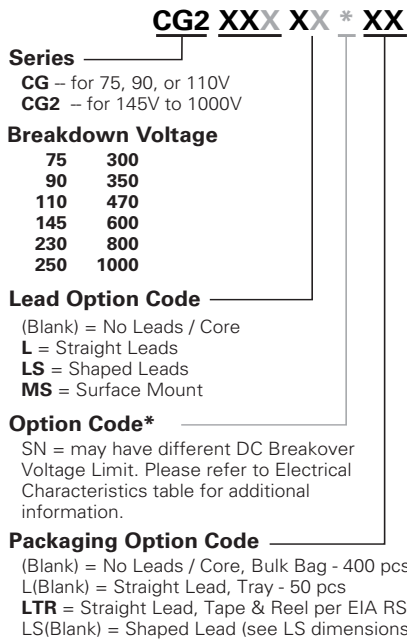 CG2 XXX XX * XX
Series
CG – for 75, 90, or 110V
CG2 – for 145V to 1000V
Breakdown Voltage
75 300
90 350
110 470
145 600
230 800
250 1000
Lead Option Code
(Blank) = No Leads / Core
L = Straight Leads
LS = Shaped Leads
MS = Surface Mount
Option Code*
SN = may have different DC Breakover
Voltage Limit. Please refer to Electrical
Characteristics table for additional
information.
Packaging Option Code
(Blank) = No Leads / Core, Bulk Bag - 400 pcs
L(Blank) = Straight Lead, Tray - 50 pcs
LTR = Straight Lead, Tape & Reel per EIA RS
LS(Blank) = Shaped Lead (see LS dimensions